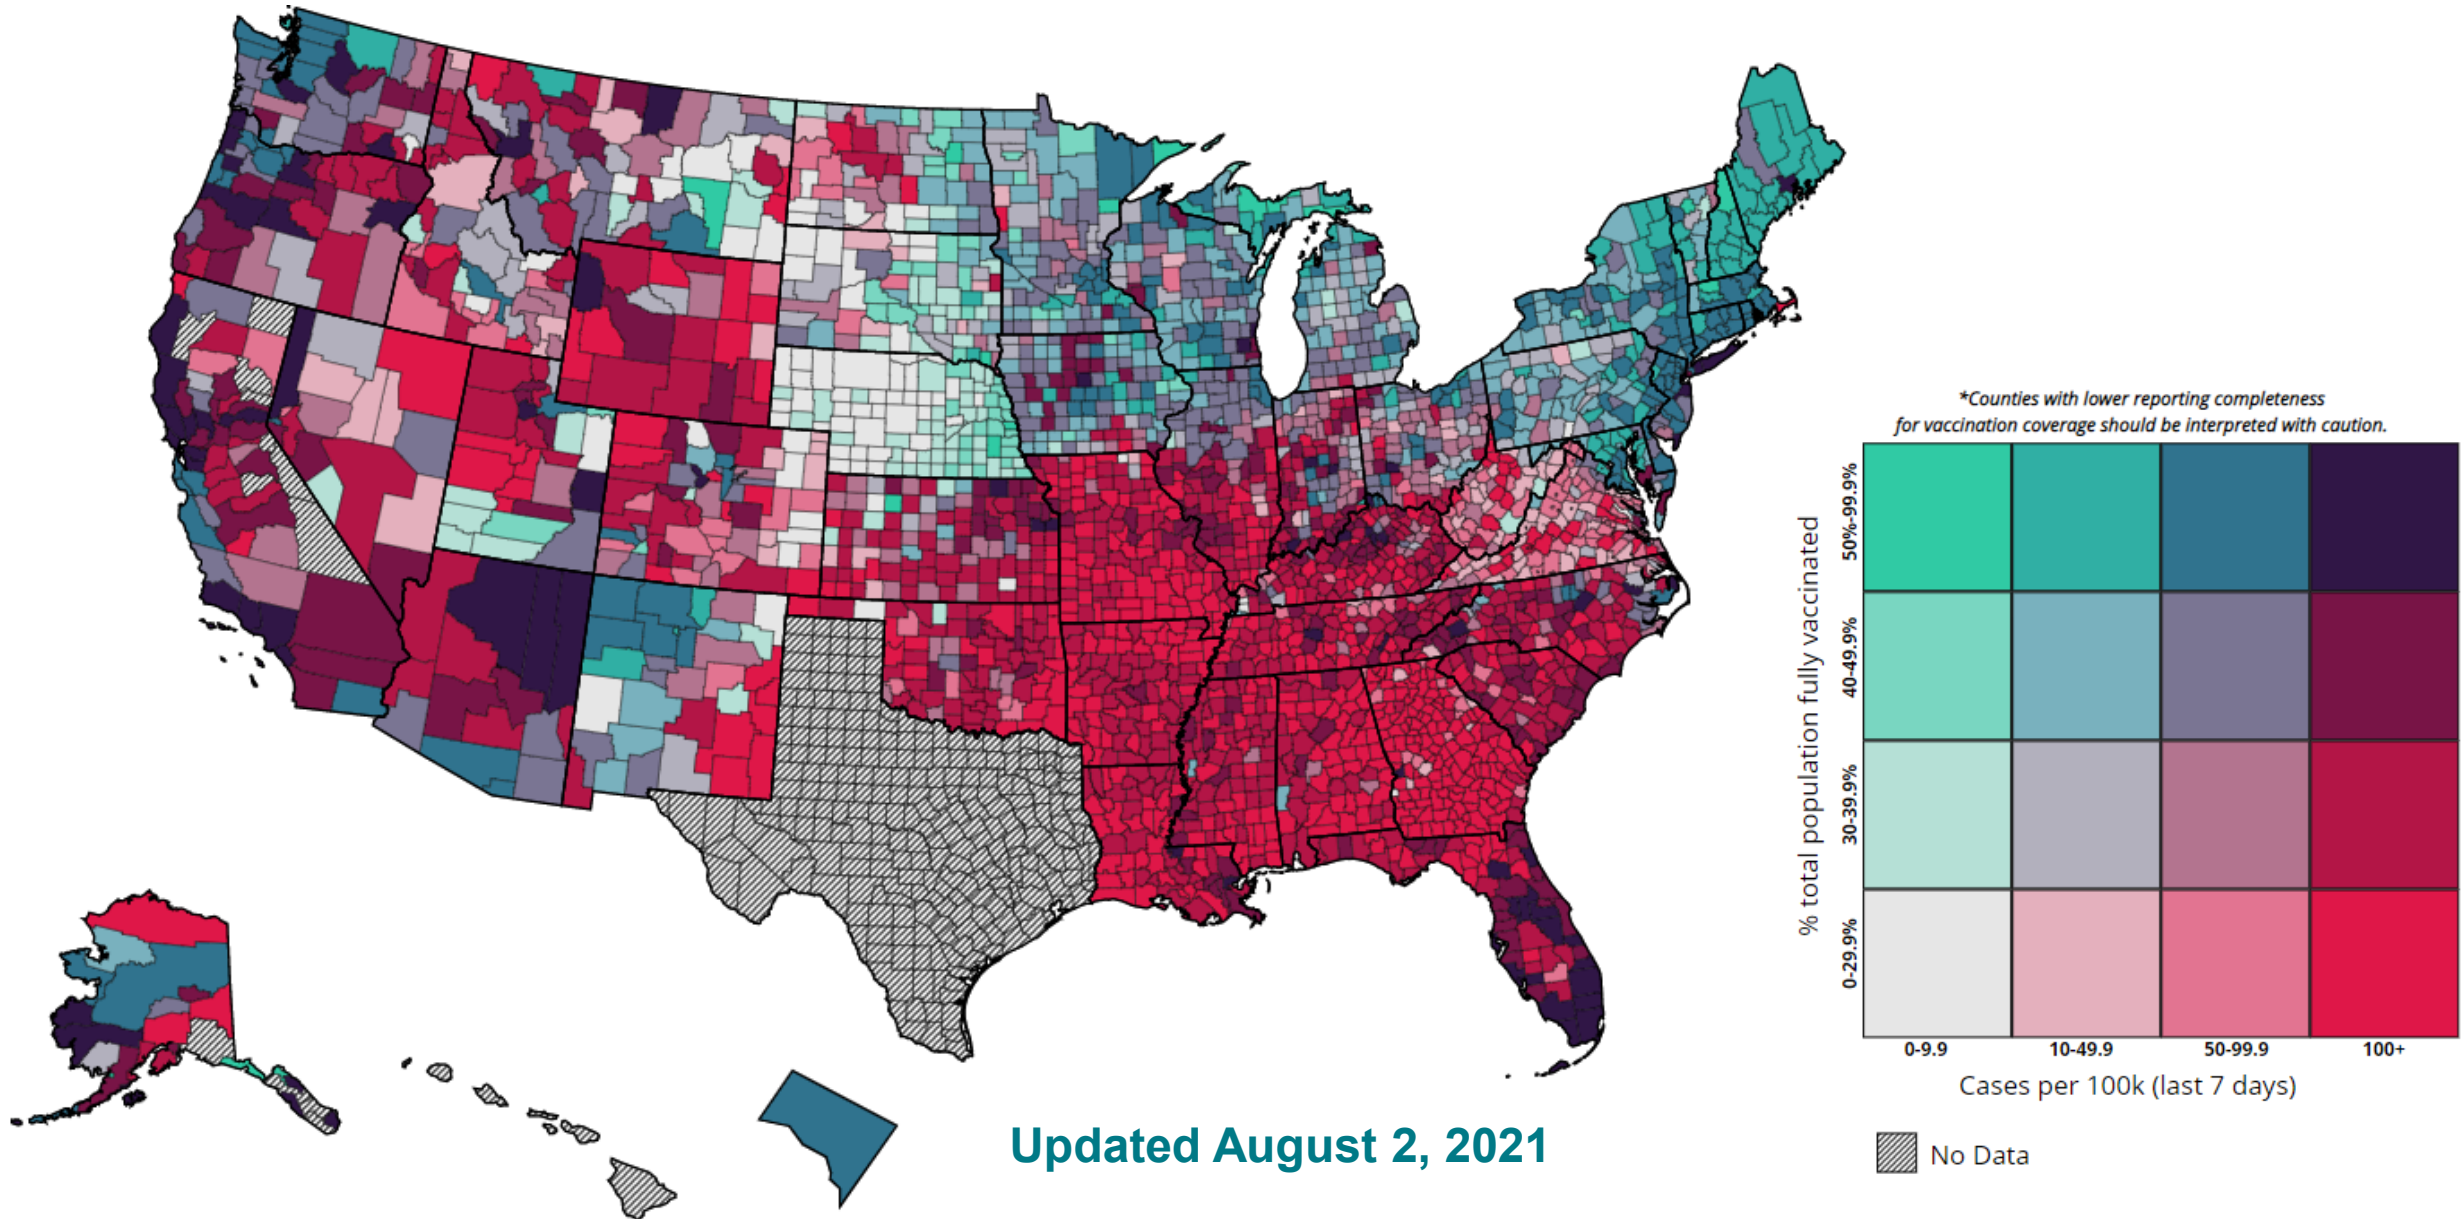 *Counties with lower reporting completeness
for vaccination coverage should be interpreted with caution.
% total population fully vaccinated
50%-99.9%
40-49.9%
30-39.9%
0-29.9%
0-9.9 10-49.9 50-99.9 100+
Cases per 100k (last 7 days)
No Data
Updated August 2, 2021